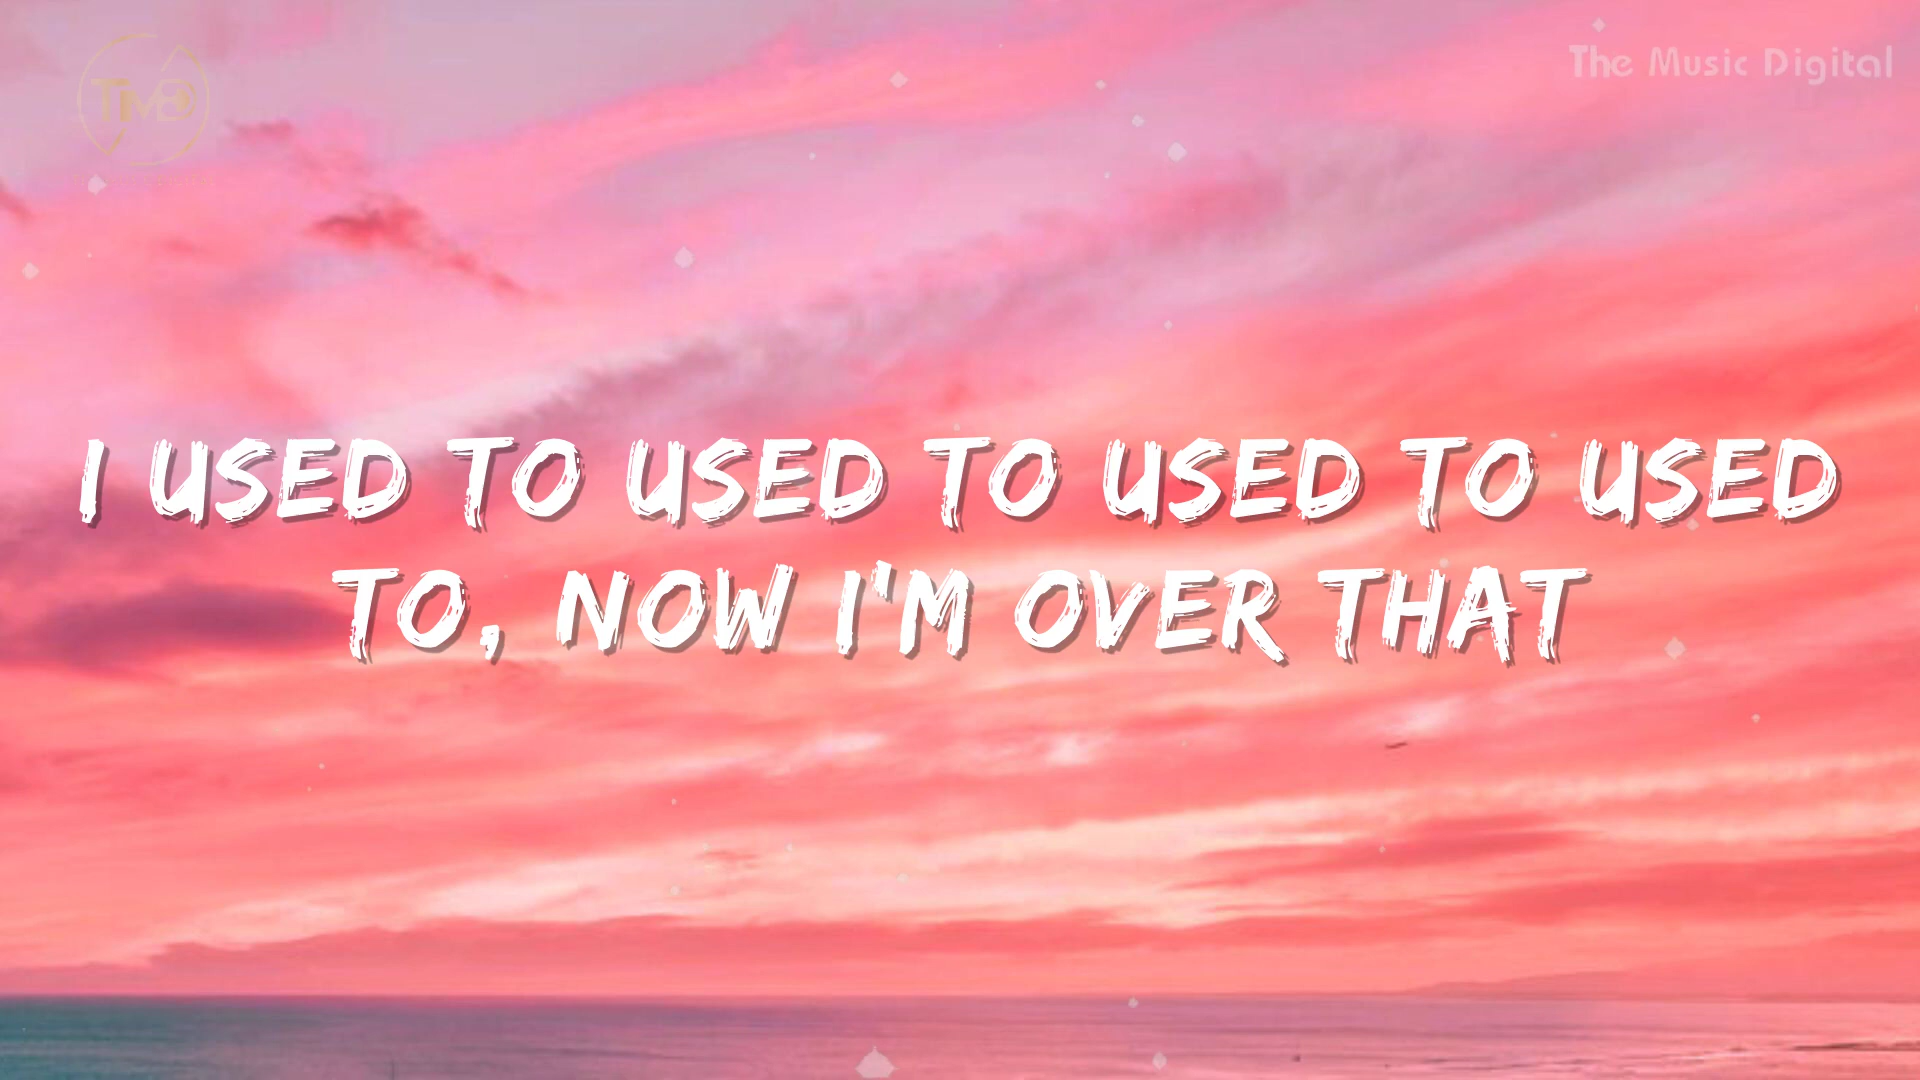 The Music Digital
I USED TO USED TO USED TO USED
TO, NOW I'M OVER THAT